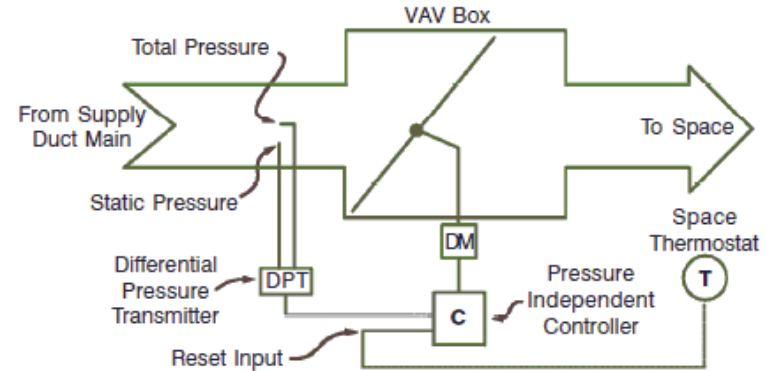 VAV Box
Total Pressure
From Supply
Duct Main
To Space
Static Pressure
Space
Thermostat
DM
T
Differential
Pressure
Transmitter
DPT
Pressure
Independent
Controller
C
Reset Input